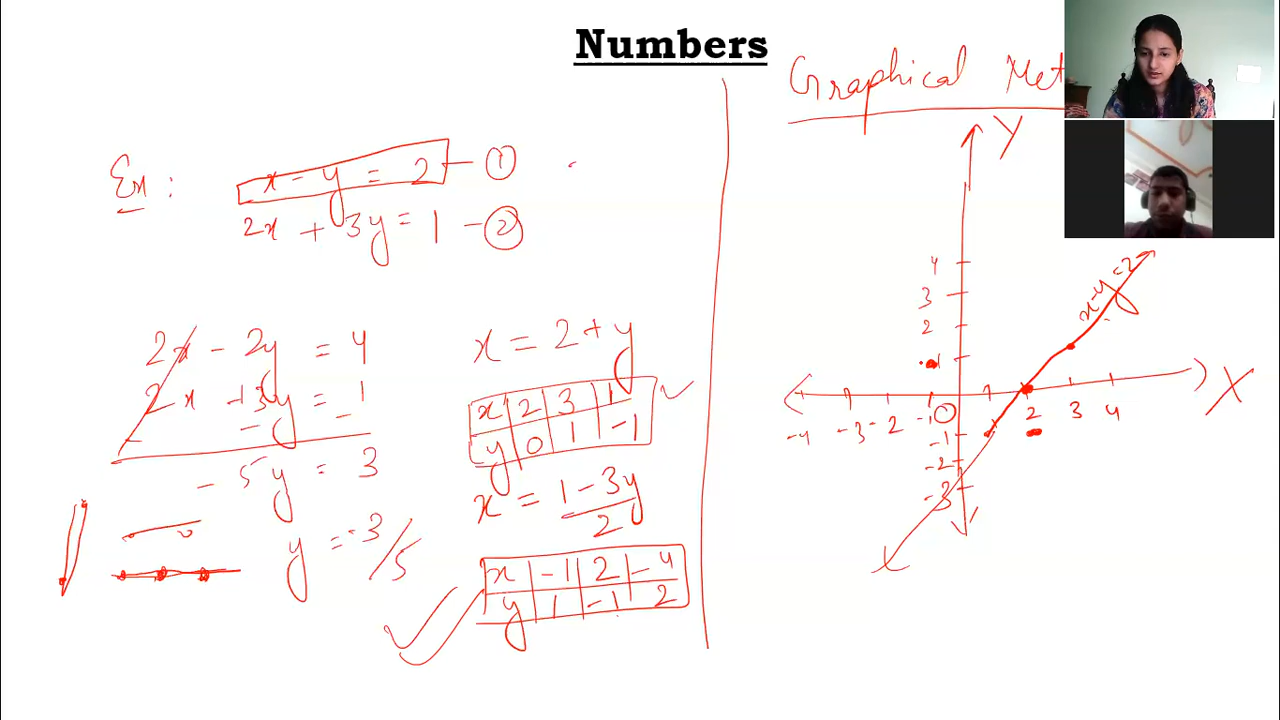 Numbers
Ex: x - y = 2 - ①
2x + 3y = 1 - ②
2x - 2y = 4
2x + 3y = 1
- - -
- 5y = 3
y = -3/5
x = 2 + y
x 2 3 1
y 0 1 -1
x = 1 - 3y
2
x -1 2 -4
y 1 -1 2
Graphical Met
Y
4
3
2
x-y=2
X
-4 -3 -2 -1 O 2 3 4
-1
-2
-3